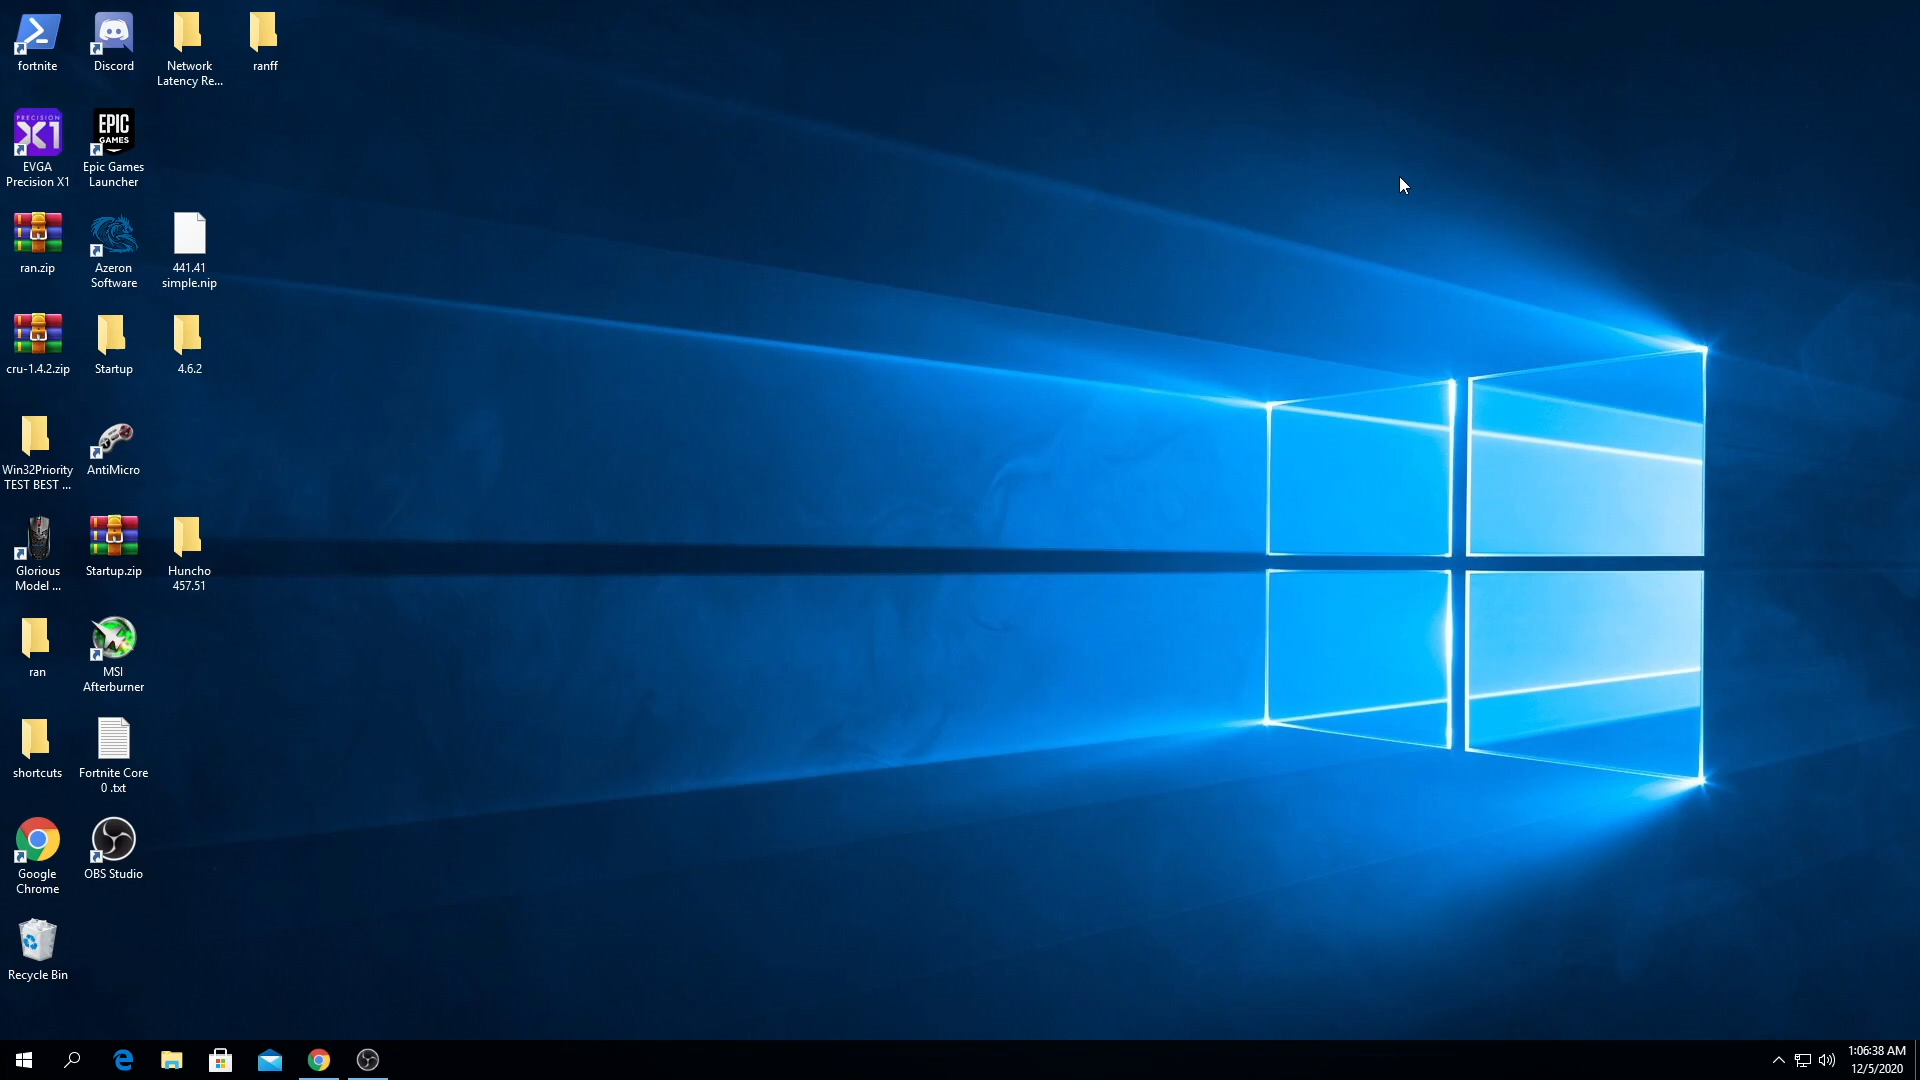 fortnite
Discord
Network
Latency Re...
ranff
PRECISION
X1
EVGA
Precision X1
EPIC
GAMES
Epic Games
Launcher
ran.zip
Azeron
Software
441.41
simple.nip
cru-1.4.2.zip
Startup
4.6.2
Win32Priority
TEST BEST ...
AntiMicro
Glorious
Model ...
Startup.zip
Huncho
457.51
ran
MSI
Afterburner
shortcuts
Fortnite Core
0 .txt
Google
Chrome
OBS Studio
Recycle Bin
1:06:38 AM
12/5/2020